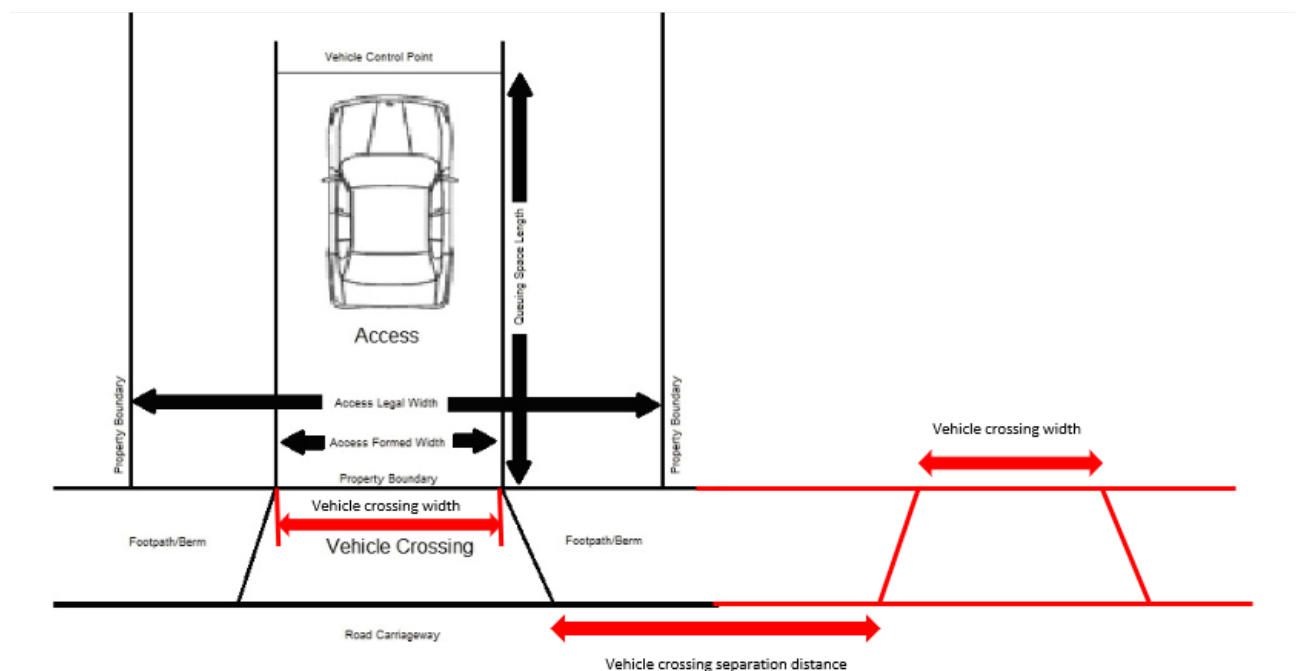 Vehicle Control Point
Queuing Space Length
Access
Property Boundary
Access Legal Width
Property Boundary
Access Formed Width
Vehicle crossing width
Property Boundary
Vehicle crossing width
Footpath/Berm
Vehicle Crossing
Footpath/Berm
Road Carriageway
Vehicle crossing separation distance